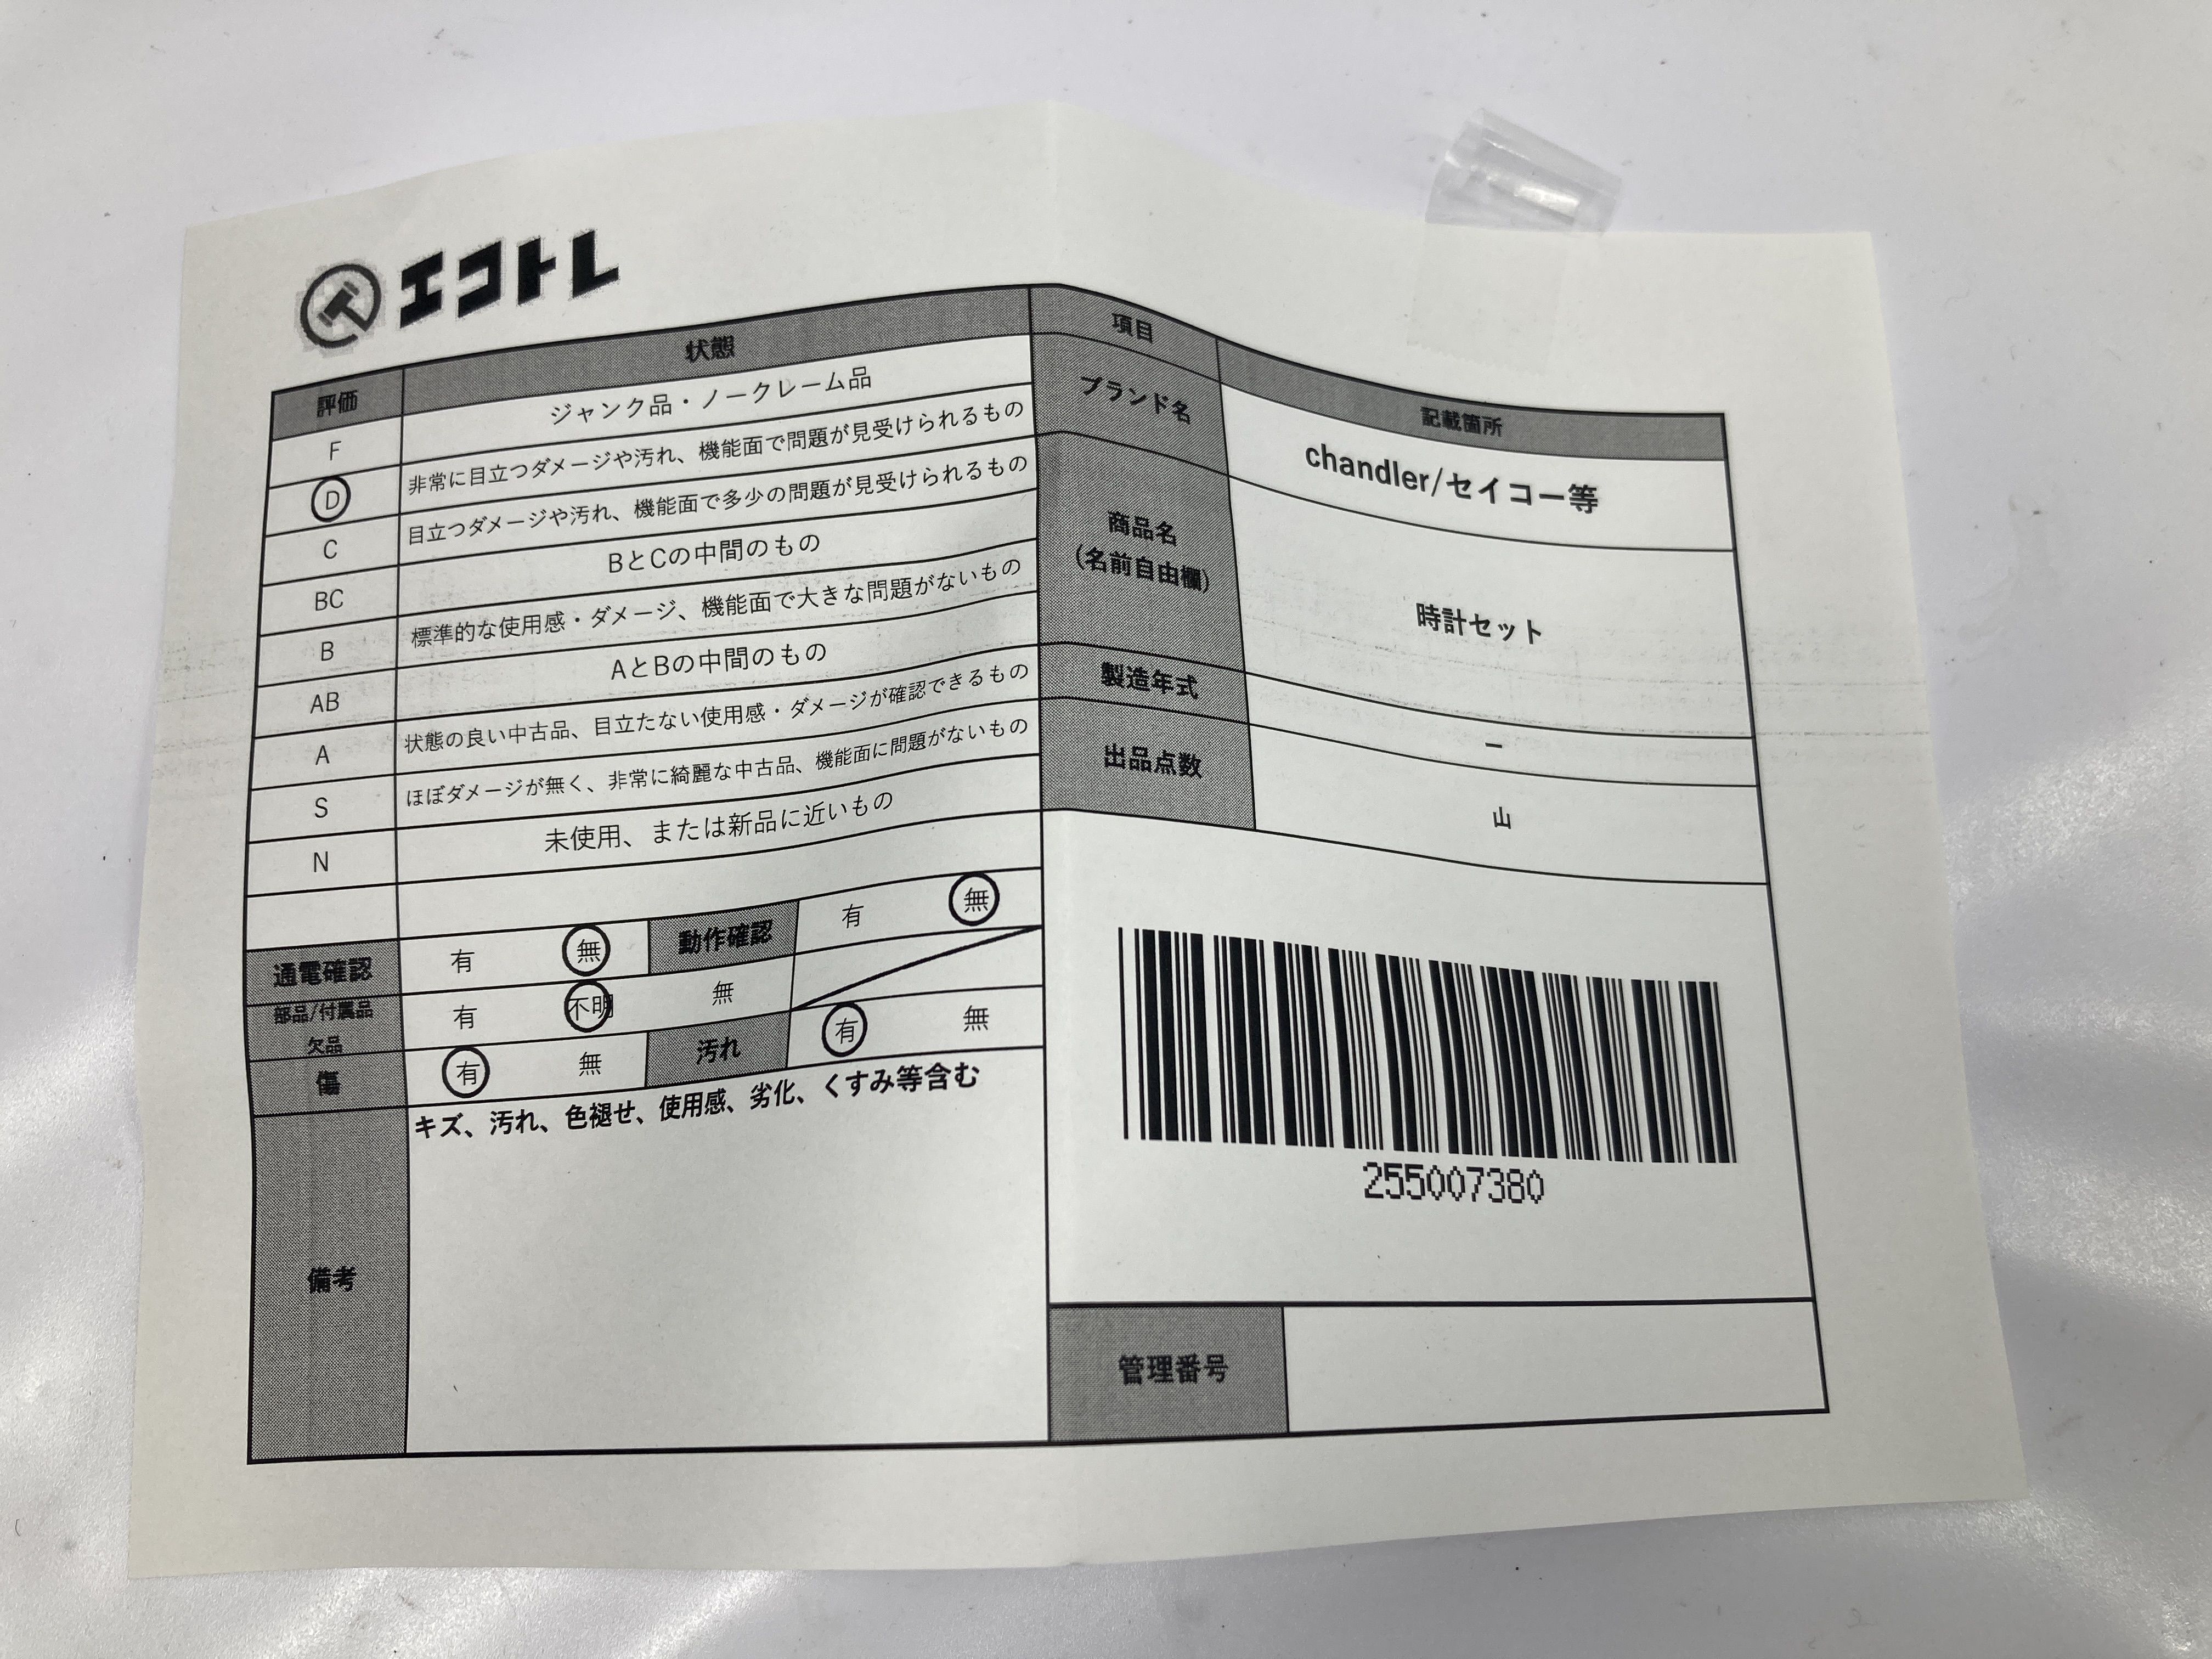 エコトレ
評価 状態
F ジャンク品・ノークレーム品
D 非常に目立つダメージや汚れ、機能面で問題が見受けられるもの
C 目立つダメージや汚れ、機能面で多少の問題が見受けられるもの
BC BとCの中間のもの
B 標準的な使用感・ダメージ、機能面で大きな問題がないもの
AB AとBの中間のもの
A 状態の良い中古品、目立たない使用感・ダメージが確認できるもの
S ほぼダメージが無く、非常に綺麗な中古品、機能面に問題がないもの
N 未使用、または新品に近いもの
通電確認 有 無 動作確認 有 無
部品/付属品
欠品 有 不明 無
傷 有 無 汚れ 有 無
備考 キズ、汚れ、色褪せ、使用感、劣化、くすみ等含む
項目 記載箇所
ブランド名 chandler/セイコー等
商品名
(名前自由欄) 時計セット
製造年式 ー
出品点数 山
255007380
管理番号